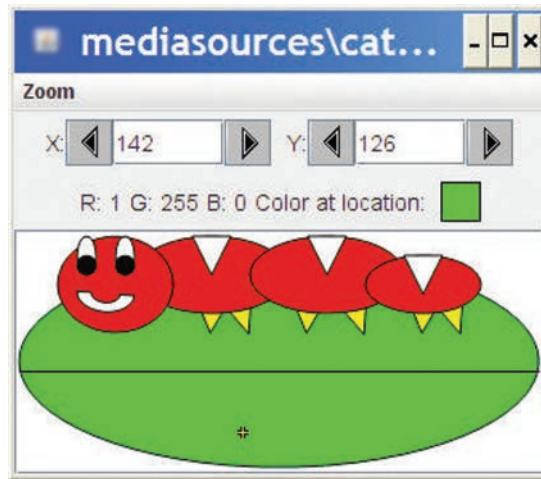 mediasources\cat...
Zoom
X: 142 Y: 126
R: 1 G: 255 B: 0 Color at location: